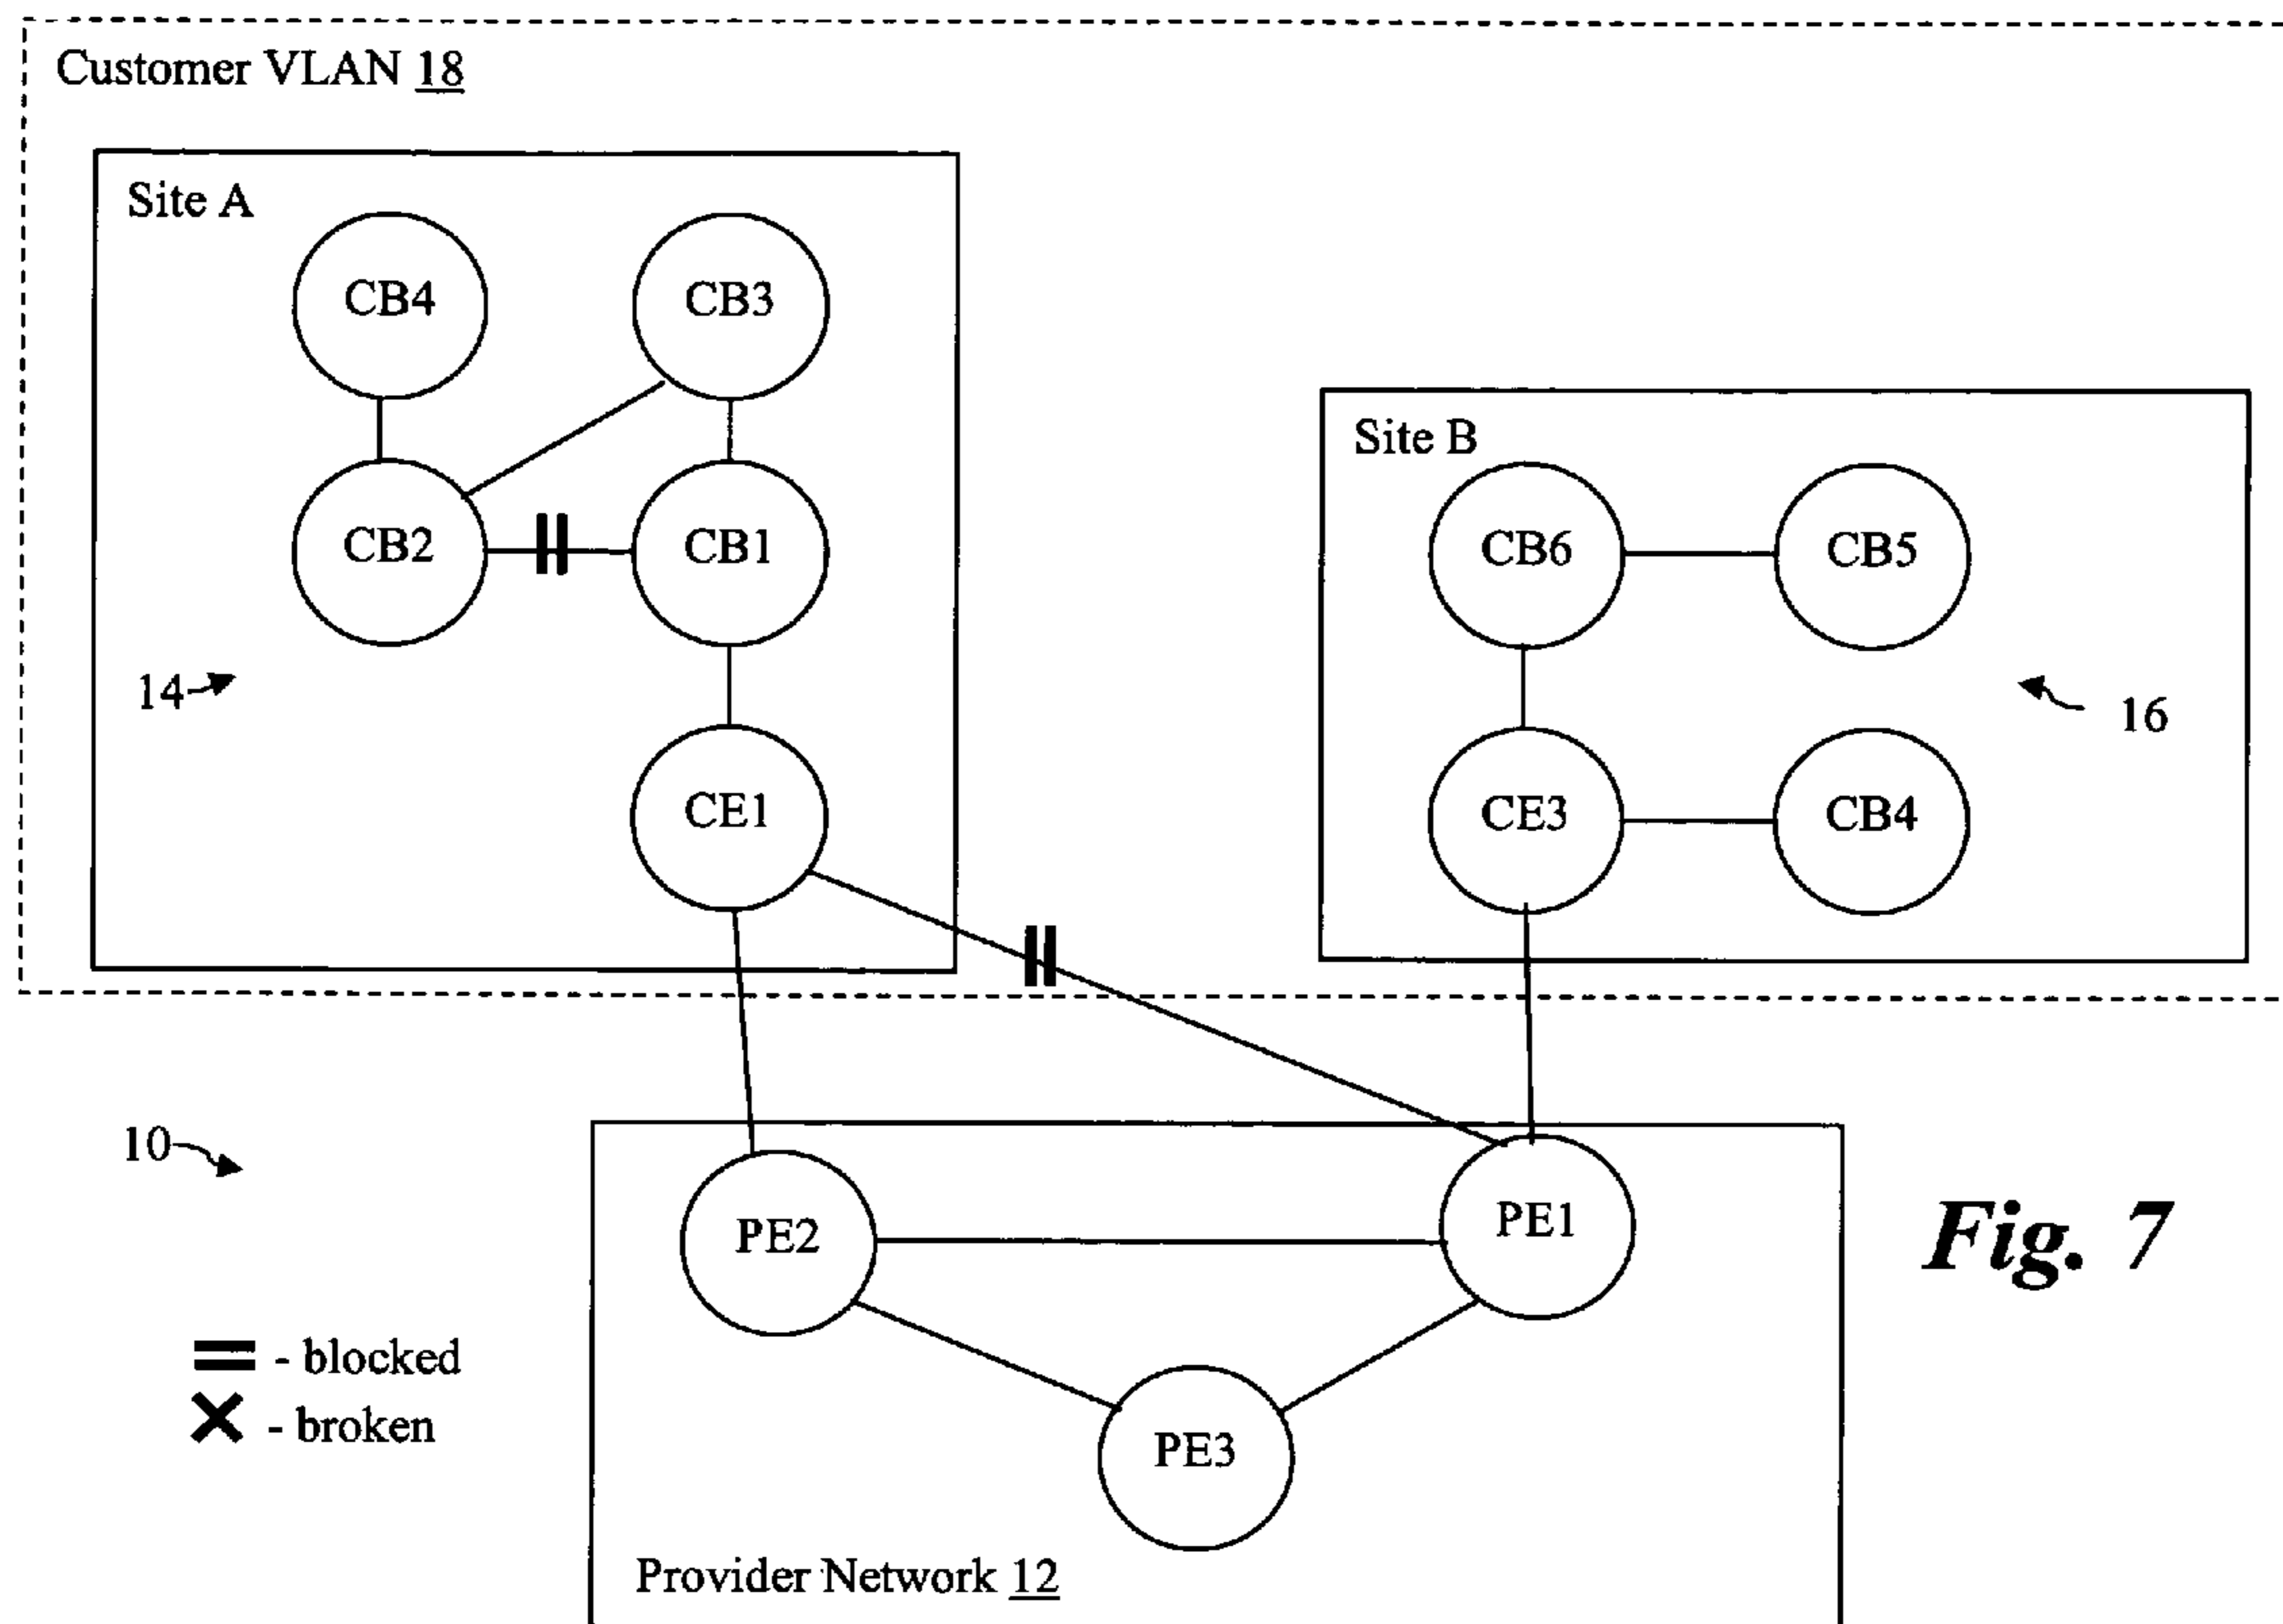 Customer VLAN 18
Site A
CB4
CB3
CB2
CB1
14
CE1
Site B
CB6
CB5
16
CE3
CB4
10
PE2
PE1
PE3
Fig. 7
- blocked
- broken
Provider Network 12